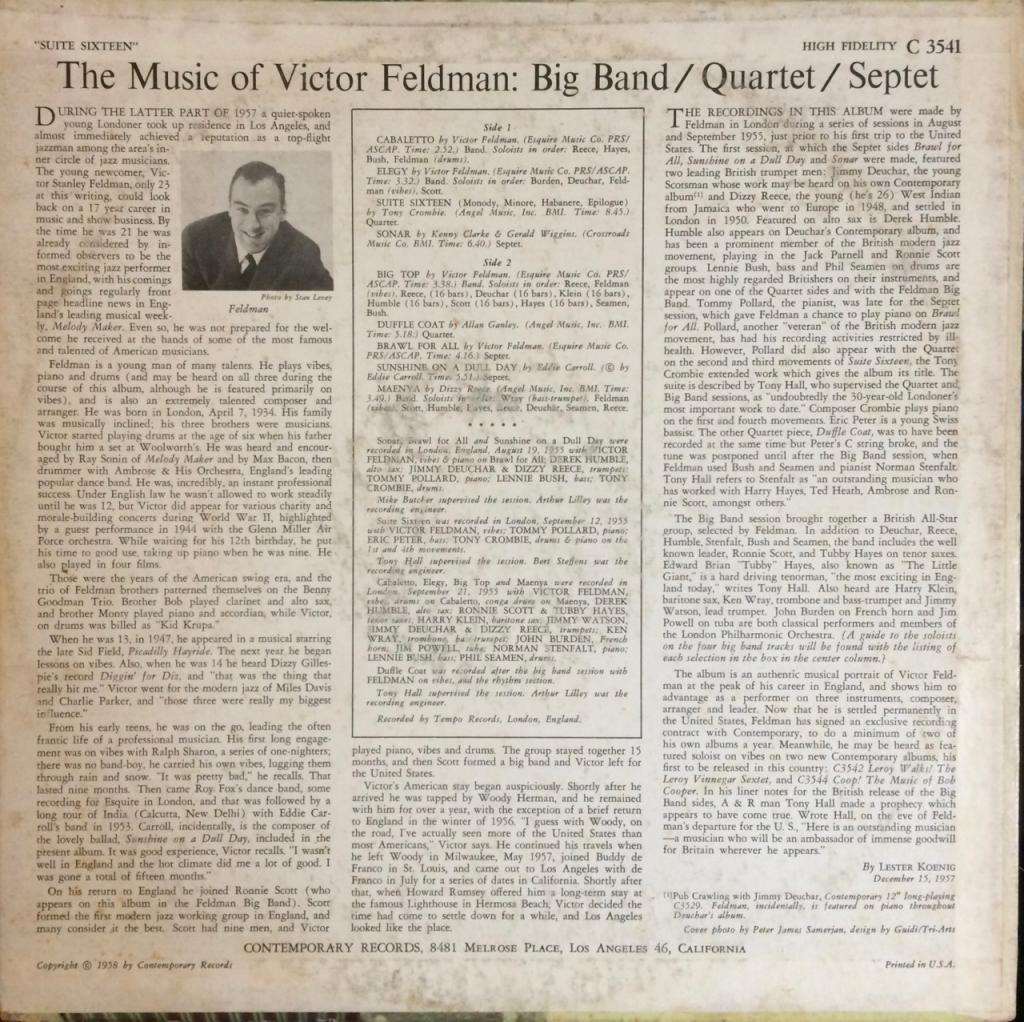 "SUITE SIXTEEN"
HIGH FIDELITY C 3541
The Music of Victor Feldman: Big Band / Quartet / Septet
DURING THE LATTER PART OF 1957 a quiet-spoken
young Londoner took up residence in Los Angeles, and
almost immediately achieved a reputation as a top-flight
jazzman among the area's in-
ner circle of jazz musicians.
The young newcomer, Vic-
tor Stanley Feldman, only 23
at this writing, could look
back on a 17 year career in
music and show business. By
the time he was 21 he was
already considered by in-
formed observers to be the
most exciting jazz performer
in England, with his comings
and goings regularly front
page headline news in Eng-
land's leading musical week-
ly, Melody Maker. Even so, he was not prepared for the wel-
come he received at the hands of some of the most famous
and talented of American musicians.
Photo by Stan Levey
Feldman
Feldman is a young man of many talents. He plays vibes,
piano and drums (and may be heard on all three during the
course of this album, although he is featured primarily on
vibes), and is also an extremely talented composer and
arranger. He was born in London, April 7, 1934. His family
was musically inclined; his three brothers were musicians.
Victor started playing drums at the age of six when his father
bought him a set at Woolworth's. He was heard and encour-
aged by Ray Sonin of Melody Maker and by Max Bacon, then
drummer with Ambrose & His Orchestra, England's leading
popular dance band. He was, incredibly, an instant professional
success. Under English law he wasn't allowed to work steadily
until he was 12, but Victor did appear for various charity and
morale-building concerts during World War II, highlighted
by a guest performance in 1944 with the Glenn Miller Air
Force orchestra. While waiting for his 12th birthday, he put
his time to good use, taking up piano when he was nine. He
also played in four films.
Those were the years of the American swing era, and the
trio of Feldman brothers patterned themselves on the Benny
Goodman Trio. Brother Bob played clarinet and alto sax,
and brother Monty played piano and accordian, while Victor,
on drums was billed as "Kid Krupa."
When he was 13, in 1947, he appeared in a musical starring
the late Sid Field, Picadilly Hayride. The next year he began
lessons on vibes. Also, when he was 14 he heard Dizzy Gilles-
pie's record Diggin' for Diz, and "that was the thing that
really hit me." Victor went for the modern jazz of Miles Davis
and Charlie Parker, and "those three were really my biggest
influence."
From his early teens, he was on the go, leading the often
frantic life of a professional musician. His first long engage-
ment was on vibes with Ralph Sharon, a series of one-nighters;
there was no band-boy, he carried his own vibes, lugging them
through rain and snow. "It was pretty bad," he recalls. That
lasted nine months. Then came Roy Fox's dance band, some
recording for Esquire in London, and that was followed by a
long tour of India (Calcutta, New Delhi) with Eddie Car-
roll's band in 1953. Carroll, incidentally, is the composer of
the lovely ballad, Sunshine on a Dull Day, included in the
present album. It was good experience, Victor recalls. "I wasn't
well in England and the hot climate did me a lot of good. I
was gone a total of fifteen months."
On his return to England he joined Ronnie Scott (who
appears on this album in the Feldman Big Band). Scott
formed the first modern jazz working group in England, and
many consider it the best. Scott had nine men, and Victor
Side 1
CABALETTO by Victor Feldman. (Esquire Music Co. PRS/
ASCAP. Time: 2:52.) Band. Soloists in order: Reece, Hayes,
Bush, Feldman (drums).
ELEGY by Victor Feldman. (Esquire Music Co. PRS/ASCAP.
Time: 3:32.) Band. Soloists in order: Burden, Deuchar, Feld-
man (vibes), Scott.
SUITE SIXTEEN (Monody, Minore, Habanere, Epilogue)
by Tony Crombie. (Angel Music, Inc. BMI. Time: 8:45.)
Quartet.
SONAR by Kenny Clarke & Gerald Wiggins. (Crossroads
Music Co. BMI. Time: 6:40.) Septet.
Side 2
BIG TOP by Victor Feldman. (Esquire Music Co. PRS/
ASCAP. Time: 3:38.) Band. Soloists in order: Reece, Feldman
(vibes), Reece, (16 bars), Deuchar (16 bars), Klein (16 bars),
Humble (16 bars), Scott (16 bars), Hayes (16 bars), Seamen,
Bush.
DUFFLE COAT by Allan Ganley. (Angel Music, Inc. BMI.
Time: 5:18.) Quartet.
BRAWL FOR ALL by Victor Feldman. (Esquire Music Co.
PRS/ASCAP. Time: 4:16.) Septet.
SUNSHINE ON A DULL DAY by Eddie Carroll. (© by
Eddie Carroll. Time: 5:51.) Septet.
MAENYA by Dizzy Reece. (Angel Music, Inc. BMI. Time:
3:49.) Band. Soloists in order: Wray (bass-trumpet), Feldman
(vibes), Scott, Humble, Hayes, Reece, Deuchar, Seamen, Reece.
* * * * *
Sonar, Brawl for All and Sunshine on a Dull Day were
recorded in London, England, August 19, 1955 with VICTOR
FELDMAN, vibes & piano on Brawl for All; DEREK HUMBLE,
alto sax; JIMMY DEUCHAR & DIZZY REECE, trumpets;
TOMMY POLLARD, piano; LENNIE BUSH, bass; TONY
CROMBIE, drums.
Mike Butcher supervised the session. Arthur Lilley was the
recording engineer.
Suite Sixteen was recorded in London, September 12, 1955
with VICTOR FELDMAN, vibes; TOMMY POLLARD, piano;
ERIC PETER, bass; TONY CROMBIE, drums & piano on the
1st and 4th movements.
Tony Hall supervised the session. Bert Steffens was the
recording engineer.
Cabaletto, Elegy, Big Top and Maenya were recorded in
London, September 21, 1955 with VICTOR FELDMAN,
vibes, drums on Cabaletto, conga drums on Maenya, DEREK
HUMBLE, alto sax; RONNIE SCOTT & TUBBY HAYES,
tenor saxes; HARRY KLEIN, baritone sax; JIMMY WATSON,
JIMMY DEUCHAR & DIZZY REECE, trumpets; KEN
WRAY, trombone, bass trumpet; JOHN BURDEN, French
horn; JIM POWELL, tuba; NORMAN STENFALT, piano;
LENNIE BUSH, bass; PHIL SEAMEN, drums.
Duffle Coat was recorded after the big band session with
FELDMAN on vibes, and the rhythm section.
Tony Hall supervised the session. Arthur Lilley was the
recording engineer.
Recorded by Tempo Records, London, England.
played piano, vibes and drums. The group stayed together 15
months, and then Scott formed a big band and Victor left for
the United States.
Victor's American stay began auspiciously. Shortly after he
arrived he was tapped by Woody Herman, and he remained
with him for over a year, with the exception of a brief return
to England in the winter of 1956. "I guess with Woody, on
the road, I've actually seen more of the United States than
most Americans," Victor says. He continued his travels when
he left Woody in Milwaukee, May 1957, joined Buddy de
Franco in St. Louis, and came out to Los Angeles with de
Franco in July for a series of dates in California. Shortly after
that, when Howard Rumsey offered him a long-term stay at
the famous Lighthouse in Hermosa Beach, Victor decided the
time had come to settle down for a while, and Los Angeles
looked like the place.
THE RECORDINGS IN THIS ALBUM were made by
Feldman in London during a series of sessions in August
and September 1955, just prior to his first trip to the United
States. The first session, at which the Septet sides Brawl for
All, Sunshine on a Dull Day and Sonar were made, featured
two leading British trumpet men: Jimmy Deuchar, the young
Scotsman whose work may be heard on his own Contemporary
album(1) and Dizzy Reece, the young (he's 26) West Indian
from Jamaica who went to Europe in 1948, and settled in
London in 1950. Featured on alto sax is Derek Humble.
Humble also appears on Deuchar's Contemporary album, and
has been a prominent member of the British modern jazz
movement, playing in the Jack Parnell and Ronnie Scott
groups. Lennie Bush, bass and Phil Seamen on drums are
the most highly regarded Britishers on their instruments, and
appear on one of the Quartet sides and with the Feldman Big
Band. Tommy Pollard, the pianist, was late for the Septet
session, which gave Feldman a chance to play piano on Brawl
for All. Pollard, another "veteran" of the British modern jazz
movement, has had his recording activities restricted by ill-
health. However, Pollard did also appear with the Quartet
on the second and third movements of Suite Sixteen, the Tony
Crombie extended work which gives the album its title. The
suite is described by Tony Hall, who supervised the Quartet and
Big Band sessions, as "undoubtedly the 30-year-old Londoner's
most important work to date." Composer Crombie plays piano
on the first and fourth movements. Eric Peter is a young Swiss
bassist. The other Quartet piece, Duffle Coat, was to have been
recorded at the same time but Peter's C string broke, and the
tune was postponed until after the Big Band session, when
Feldman used Bush and Seamen and pianist Norman Stenfalt.
Tony Hall refers to Stenfalt as "an outstanding musician who
has worked with Harry Hayes, Ted Heath, Ambrose and Ron-
nie Scott, amongst others."
The Big Band session brought together a British All-Star
group, selected by Feldman. In addition to Deuchar, Reece,
Humble, Stenfalt, Bush and Seamen, the band includes the well
known leader, Ronnie Scott, and Tubby Hayes on tenor saxes.
Edward Brian "Tubby" Hayes, also known as "The Little
Giant," is a hard driving tenorman, "the most exciting in Eng-
land today," writes Tony Hall. Also heard are Harry Klein,
baritone sax, Ken Wray, trombone and bass-trumpet and Jimmy
Watson, lead trumpet. John Burden on French horn and Jim
Powell on tuba are both classical performers and members of
the London Philharmonic Orchestra. (A guide to the soloists
on the four big band tracks will be found with the listing of
each selection in the box in the center column.)
The album is an authentic musical portrait of Victor Feld-
man at the peak of his career in England, and shows him to
advantage as a performer on three instruments, composer,
arranger and leader. Now that he is settled permanently in
the United States, Feldman has signed an exclusive recording
contract with Contemporary, to do a minimum of two of
his own albums a year. Meanwhile, he may be heard as fea-
tured soloist on vibes on two new Contemporary albums, his
first to be released in this country: C3542 Leroy Walks! The
Leroy Vinnegar Sextet, and C3544 Coop! The Music of Bob
Cooper. In his liner notes for the British release of the Big
Band sides, A & R man Tony Hall made a prophecy which
appears to have come true. Wrote Hall, on the eve of Feld-
man's departure for the U. S., "Here is an outstanding musician
—a musician who will be an ambassador of immense goodwill
for Britain wherever he appears."
By LESTER KOENIG
December 15, 1957
(1)Pub Crawling with Jimmy Deuchar, Contemporary 12" long-playing
C3529. Feldman, incidentally, is featured on piano throughout
Deuchar's album.
Cover photo by Peter James Samerjan, design by Guidi/Tri-Arts
CONTEMPORARY RECORDS, 8481 MELROSE PLACE, LOS ANGELES 46, CALIFORNIA
Copyright © 1958 by Contemporary Records
Printed in U.S.A.